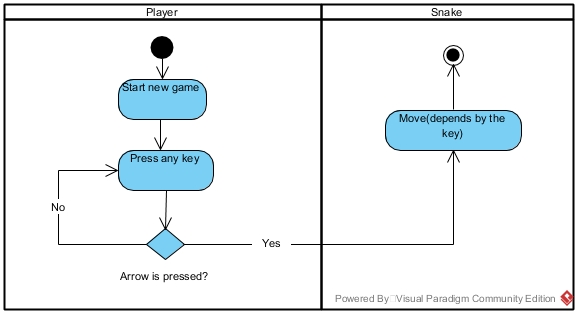 Player
Snake
Start new game
Press any key
Move(depends by the
key)
No
Yes
Arrow is pressed?
Powered By Visual Paradigm Community Edition